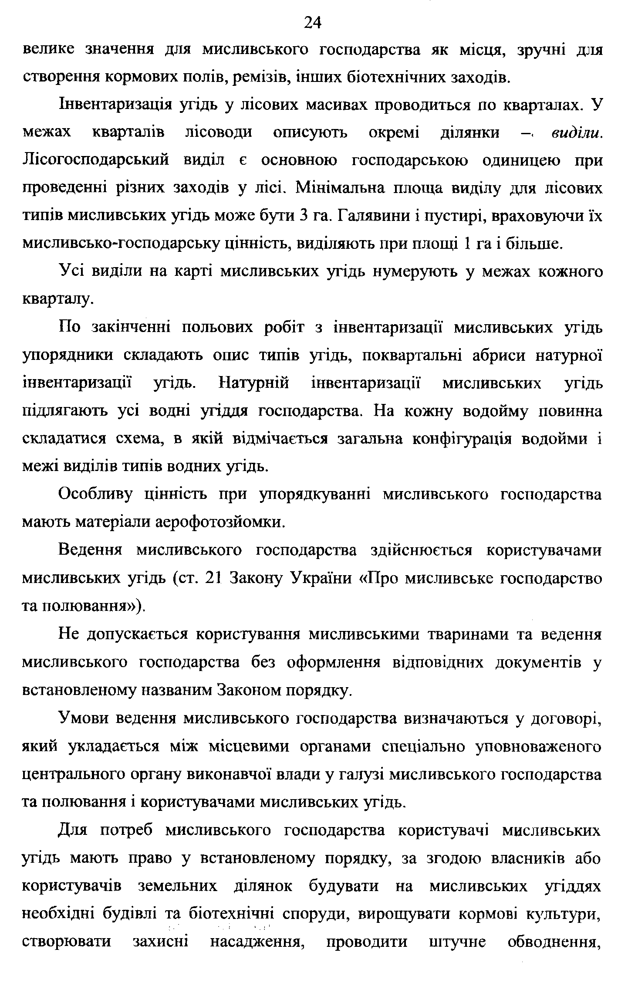 24
велике значення для мисливського господарства як місця, зручні для
створення кормових полів, ремізів, інших біотехнічних заходів.
Інвентаризація угідь у лісових масивах проводиться по кварталах. У
межах кварталів лісоводи описують окремі ділянки – виділи.
Лісогосподарський виділ є основною господарською одиницею при
проведенні різних заходів у лісі. Мінімальна площа виділу для лісових
типів мисливських угідь може бути 3 га. Галявини і пустирі, враховуючи їх
мисливсько-господарську цінність, виділяють при площі 1 га і більше.
Усі виділи на карті мисливських угідь нумерують у межах кожного
кварталу.
По закінченні польових робіт з інвентаризації мисливських угідь
упорядники складають опис типів угідь, поквартальні абриси натурної
інвентаризації угідь. Натурній інвентаризації мисливських угідь
підлягають усі водні угіддя господарства. На кожну водойму повинна
складатися схема, в якій відмічається загальна конфігурація водойми і
межі виділів типів водних угідь.
Особливу цінність при упорядкуванні мисливського господарства
мають матеріали аерофотозйомки.
Ведення мисливського господарства здійснюється користувачами
мисливських угідь (ст. 21 Закону України «Про мисливське господарство
та полювання»).
Не допускається користування мисливськими тваринами та ведення
мисливського господарства без оформлення відповідних документів у
встановленому названим Законом порядку.
Умови ведення мисливського господарства визначаються у договорі,
який укладається між місцевими органами спеціально уповноваженого
центрального органу виконавчої влади у галузі мисливського господарства
та полювання і користувачами мисливських угідь.
Для потреб мисливського господарства користувачі мисливських
угідь мають право у встановленому порядку, за згодою власників або
користувачів земельних ділянок будувати на мисливських угіддях
необхідні будівлі та біотехнічні споруди, вирощувати кормові культури,
створювати захисні насадження, проводити штучне обводнення,